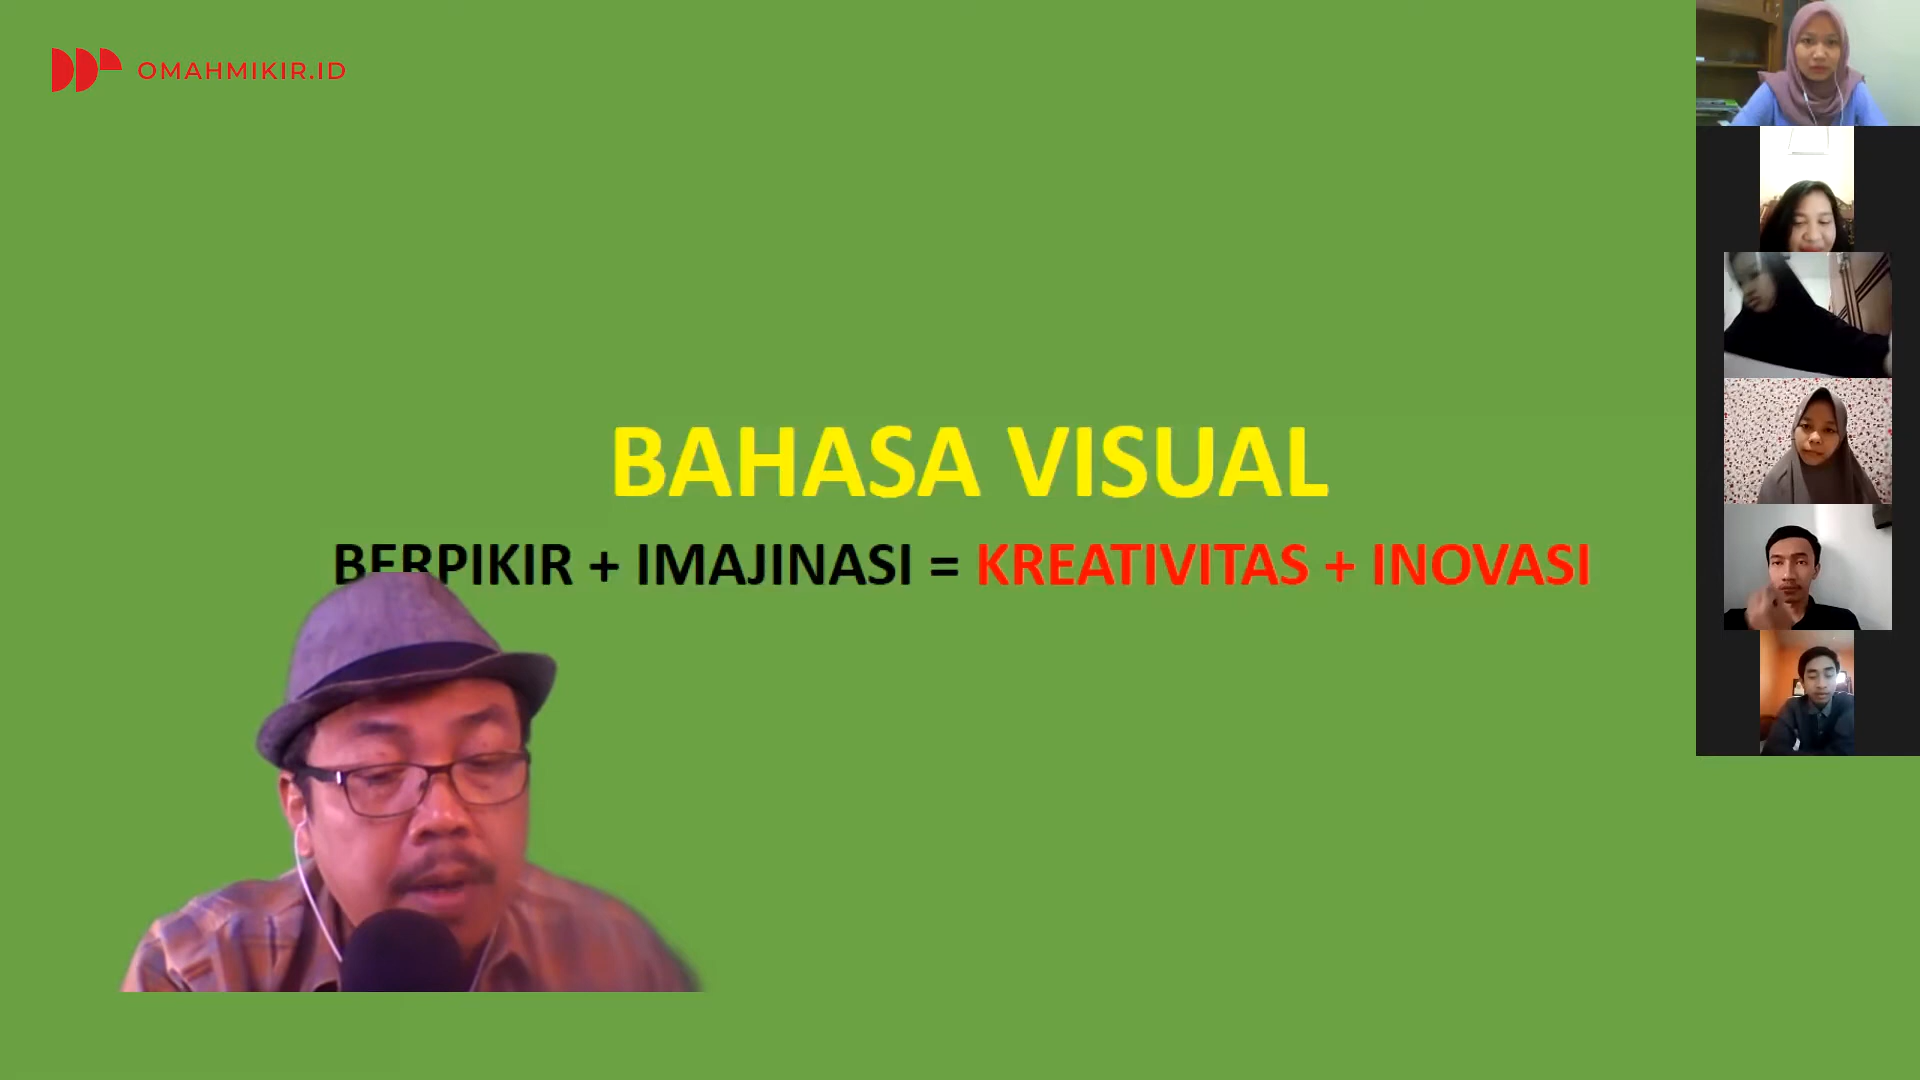 OMAHMIKIR.ID
BAHASA VISUAL
BERPIKIR + IMAJINASI = KREATIVITAS + INOVASI